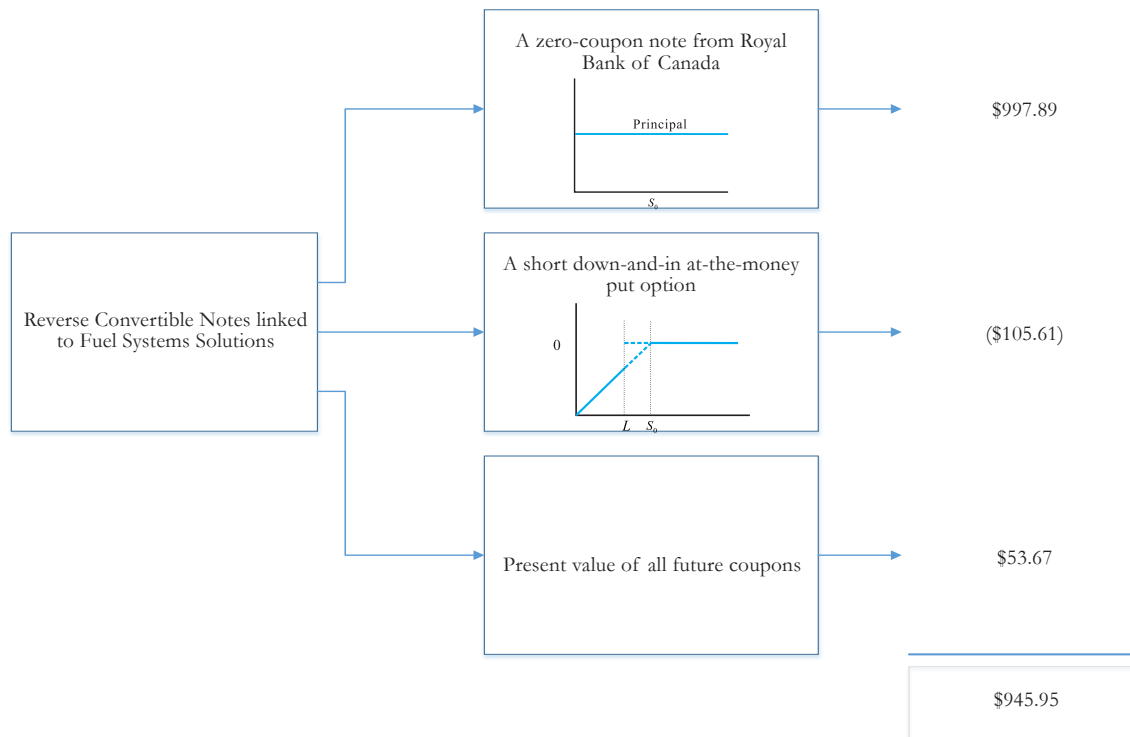 A zero-coupon note from Royal
Bank of Canada
Principal
S₀
$997.89
Reverse Convertible Notes linked
to Fuel Systems Solutions
A short down-and-in at-the-money
put option
0
L S₀
($105.61)
Present value of all future coupons
$53.67
$945.95